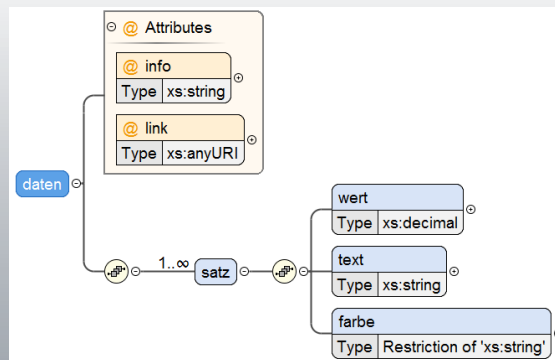 @ Attributes
@ info
Type xs:string
@ link
Type xs:anyURI
daten
1..∞
satz
wert
Type xs:decimal
text
Type xs:string
farbe
Type Restriction of 'xs:string'